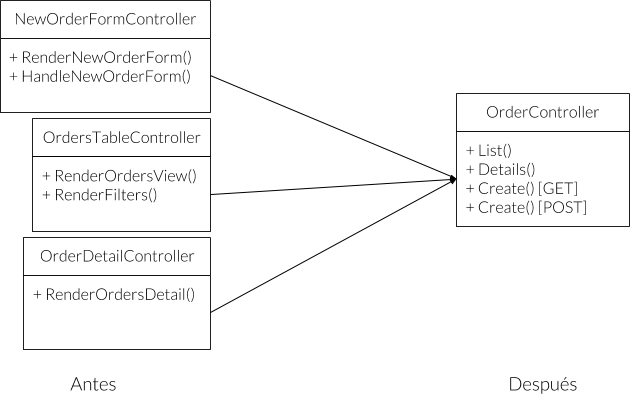 NewOrderFormController
+ RenderNewOrderForm()
+ HandleNewOrderForm()
OrdersTableController
+ RenderOrdersView()
+ RenderFilters()
OrderDetailController
+ RenderOrdersDetail()
Antes
OrderController
+ List()
+ Details()
+ Create() [GET]
+ Create() [POST]
Después